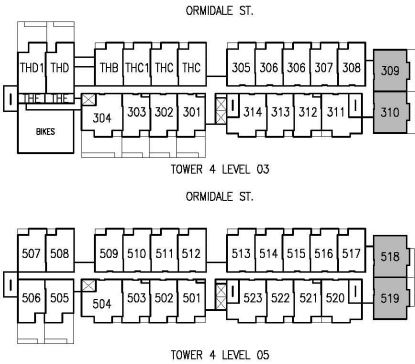 ORMIDALE ST.
THD1 THD THB THC1 THC THC 305 306 306 307 308 309
THE THE
304 303 302 301 314 313 312 311 310
BIKES
TOWER 4 LEVEL 03
ORMIDALE ST.
507 508 509 510 511 512 513 514 515 516 517 518
506 505 504 503 502 501 523 522 521 520 519
TOWER 4 LEVEL 05